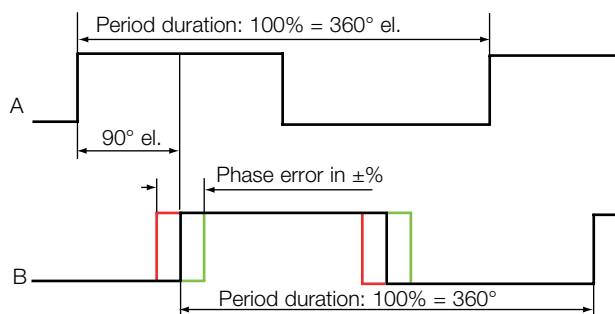 Period duration: 100% = 360° el.
A
90° el.
Phase error in ±%
B
Period duration: 100% = 360°